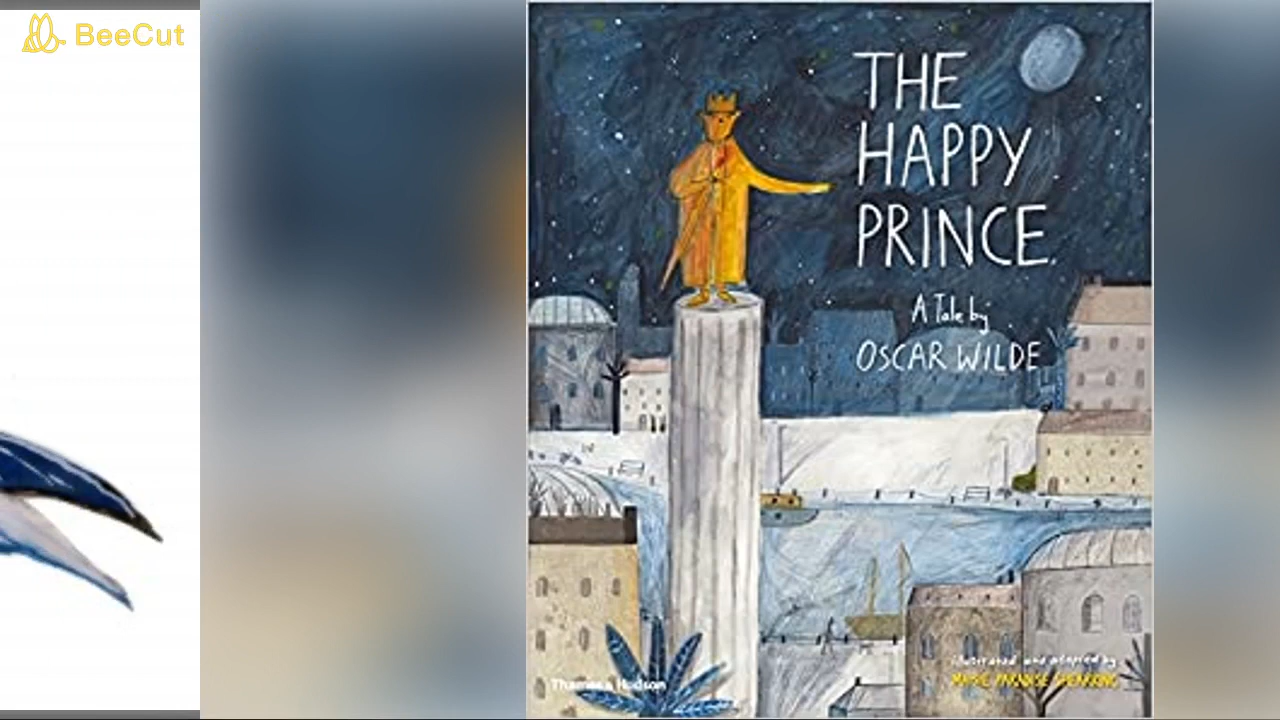 BeeCut
THE
HAPPY
PRINCE
A Tale by
OSCAR WILDE
illustrated and adapted by
Thames & Hudson